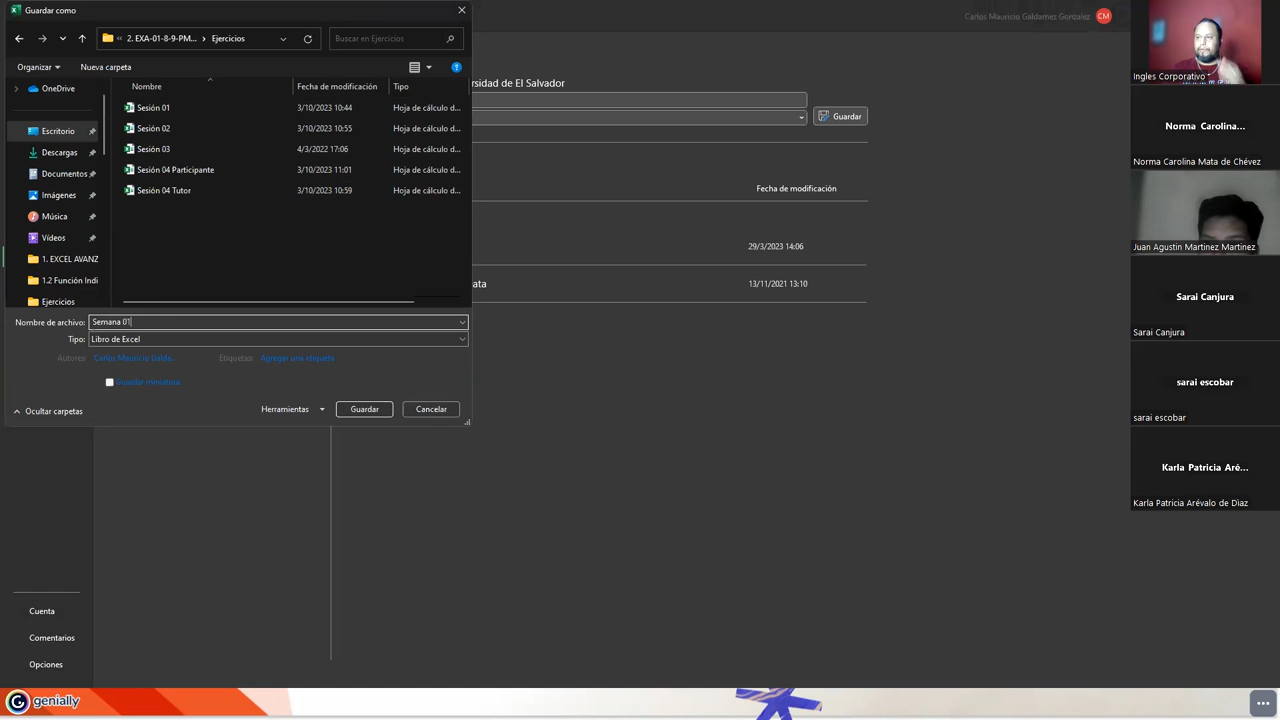 Guardar como
2. EXA-01-8-9-PM... Ejercicios
Buscar en Ejercicios
Organizar
Nueva carpeta
OneDrive
Escritorio
Descargas
Documentos
Imágenes
Música
Vídeos
1. EXCEL AVANZ
1.2 Función Indi
Ejercicios
Nombre Fecha de modificación Tipo
Sesión 01 3/10/2023 10:44 Hoja de cálculo d...
Sesión 02 3/10/2023 10:55 Hoja de cálculo d...
Sesión 03 4/3/2022 17:06 Hoja de cálculo d...
Sesión 04 Participante 3/10/2023 11:01 Hoja de cálculo d...
Sesión 04 Tutor 3/10/2023 10:59 Hoja de cálculo d...
Nombre de archivo: Semana 01
Tipo: Libro de Excel
Autores: Carlos Mauricio Galda... Etiquetas: Agregar una etiqueta
Guardar miniatura
Ocultar carpetas
Herramientas
Guardar
Cancelar
Carlos Mauricio Galdamez Gonzalez CM
rsidad de El Salvador
Guardar
Fecha de modificación
29/3/2023 14:06
ata 13/11/2021 13:10
Cuenta
Comentarios
Opciones
genially
Ingles Corporativo
Norma Carolina...
Norma Carolina Mata de Chévez
Juan Agustin Martinez Martinez
Sarai Canjura
Sarai Canjura
sarai escobar
sarai escobar
Karla Patricia Aré...
Karla Patricia Arévalo de Díaz